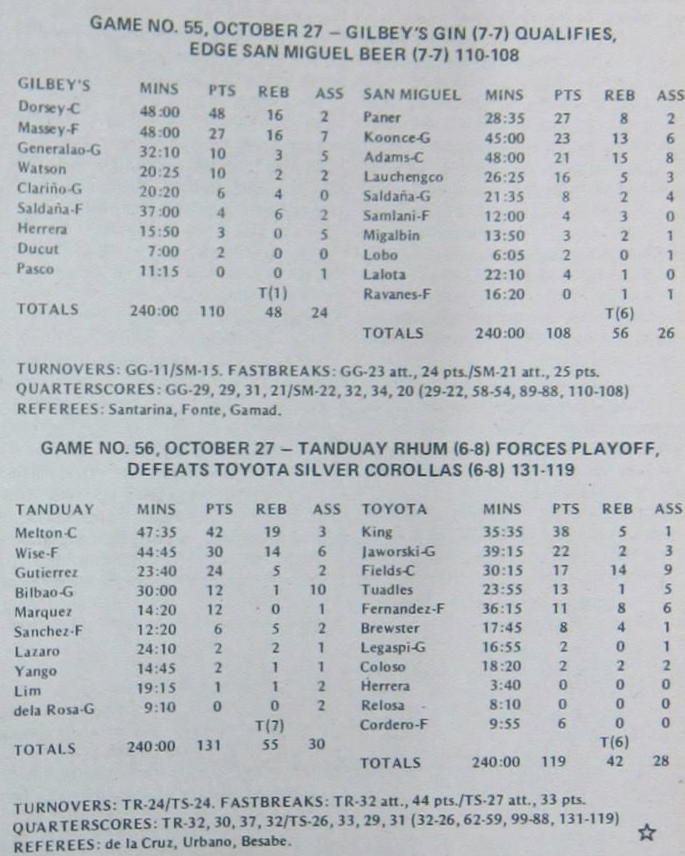 GAME NO. 55, OCTOBER 27 – GILBEY'S GIN (7-7) QUALIFIES,
EDGE SAN MIGUEL BEER (7-7) 110-108
GILBEY'S MINS PTS REB ASS
Dorsey-C 48:00 48 16 2
Massey-F 48:00 27 16 7
Generalao-G 32:10 10 3 5
Watson 20:25 10 2 2
Clariño-G 20:20 6 4 0
Saldaña-F 37:00 4 6 2
Herrera 15:50 3 0 5
Ducut 7:00 2 0 0
Pasco 11:15 0 0 1
T(1)
TOTALS 240:00 110 48 24
SAN MIGUEL MINS PTS REB ASS
Paner 28:35 27 8 2
Koonce-G 45:00 23 13 6
Adams-C 48:00 21 15 8
Lauchengco 26:25 16 5 3
Saldaña-G 21:35 8 2 4
Samlani-F 12:00 4 3 0
Migalbin 13:50 3 2 1
Lobo 6:05 2 0 1
Lalota 22:10 4 1 0
Ravanes-F 16:20 0 1 1
T(6)
TOTALS 240:00 108 56 26
TURNOVERS: GG-11/SM-15. FASTBREAKS: GG-23 att., 24 pts./SM-21 att., 25 pts.
QUARTERSCORES: GG-29, 29, 31, 21/SM-22, 32, 34, 20 (29-22, 58-54, 89-88, 110-108)
REFEREES: Santarina, Fonte, Gamad.
GAME NO. 56, OCTOBER 27 – TANDUAY RHUM (6-8) FORCES PLAYOFF,
DEFEATS TOYOTA SILVER COROLLAS (6-8) 131-119
TANDUAY MINS PTS REB ASS
Melton-C 47:35 42 19 3
Wise-F 44:45 30 14 6
Gutierrez 23:40 24 5 2
Bilbao-G 30:00 12 1 10
Marquez 14:20 12 0 1
Sanchez-F 12:20 6 5 2
Lazaro 24:10 2 2 1
Yango 14:45 2 1 1
Lim 19:15 1 1 2
dela Rosa-G 9:10 0 0 2
T(7)
TOTALS 240:00 131 55 30
TOYOTA MINS PTS REB ASS
King 35:35 38 5 1
Jaworski-G 39:15 22 2 3
Fields-C 30:15 17 14 9
Tuadles 23:55 13 1 5
Fernandez-F 36:15 11 8 6
Brewster 17:45 8 4 1
Legaspi-G 16:55 2 0 1
Coloso 18:20 2 2 2
Herrera 3:40 0 0 0
Relosa 8:10 0 0 0
Cordero-F 9:55 6 0 0
T(6)
TOTALS 240:00 119 42 28
TURNOVERS: TR-24/TS-24. FASTBREAKS: TR-32 att., 44 pts./TS-27 att., 33 pts.
QUARTERSCORES: TR-32, 30, 37, 32/TS-26, 33, 29, 31 (32-26, 62-59, 99-88, 131-119)
REFEREES: de la Cruz, Urbano, Besabe.